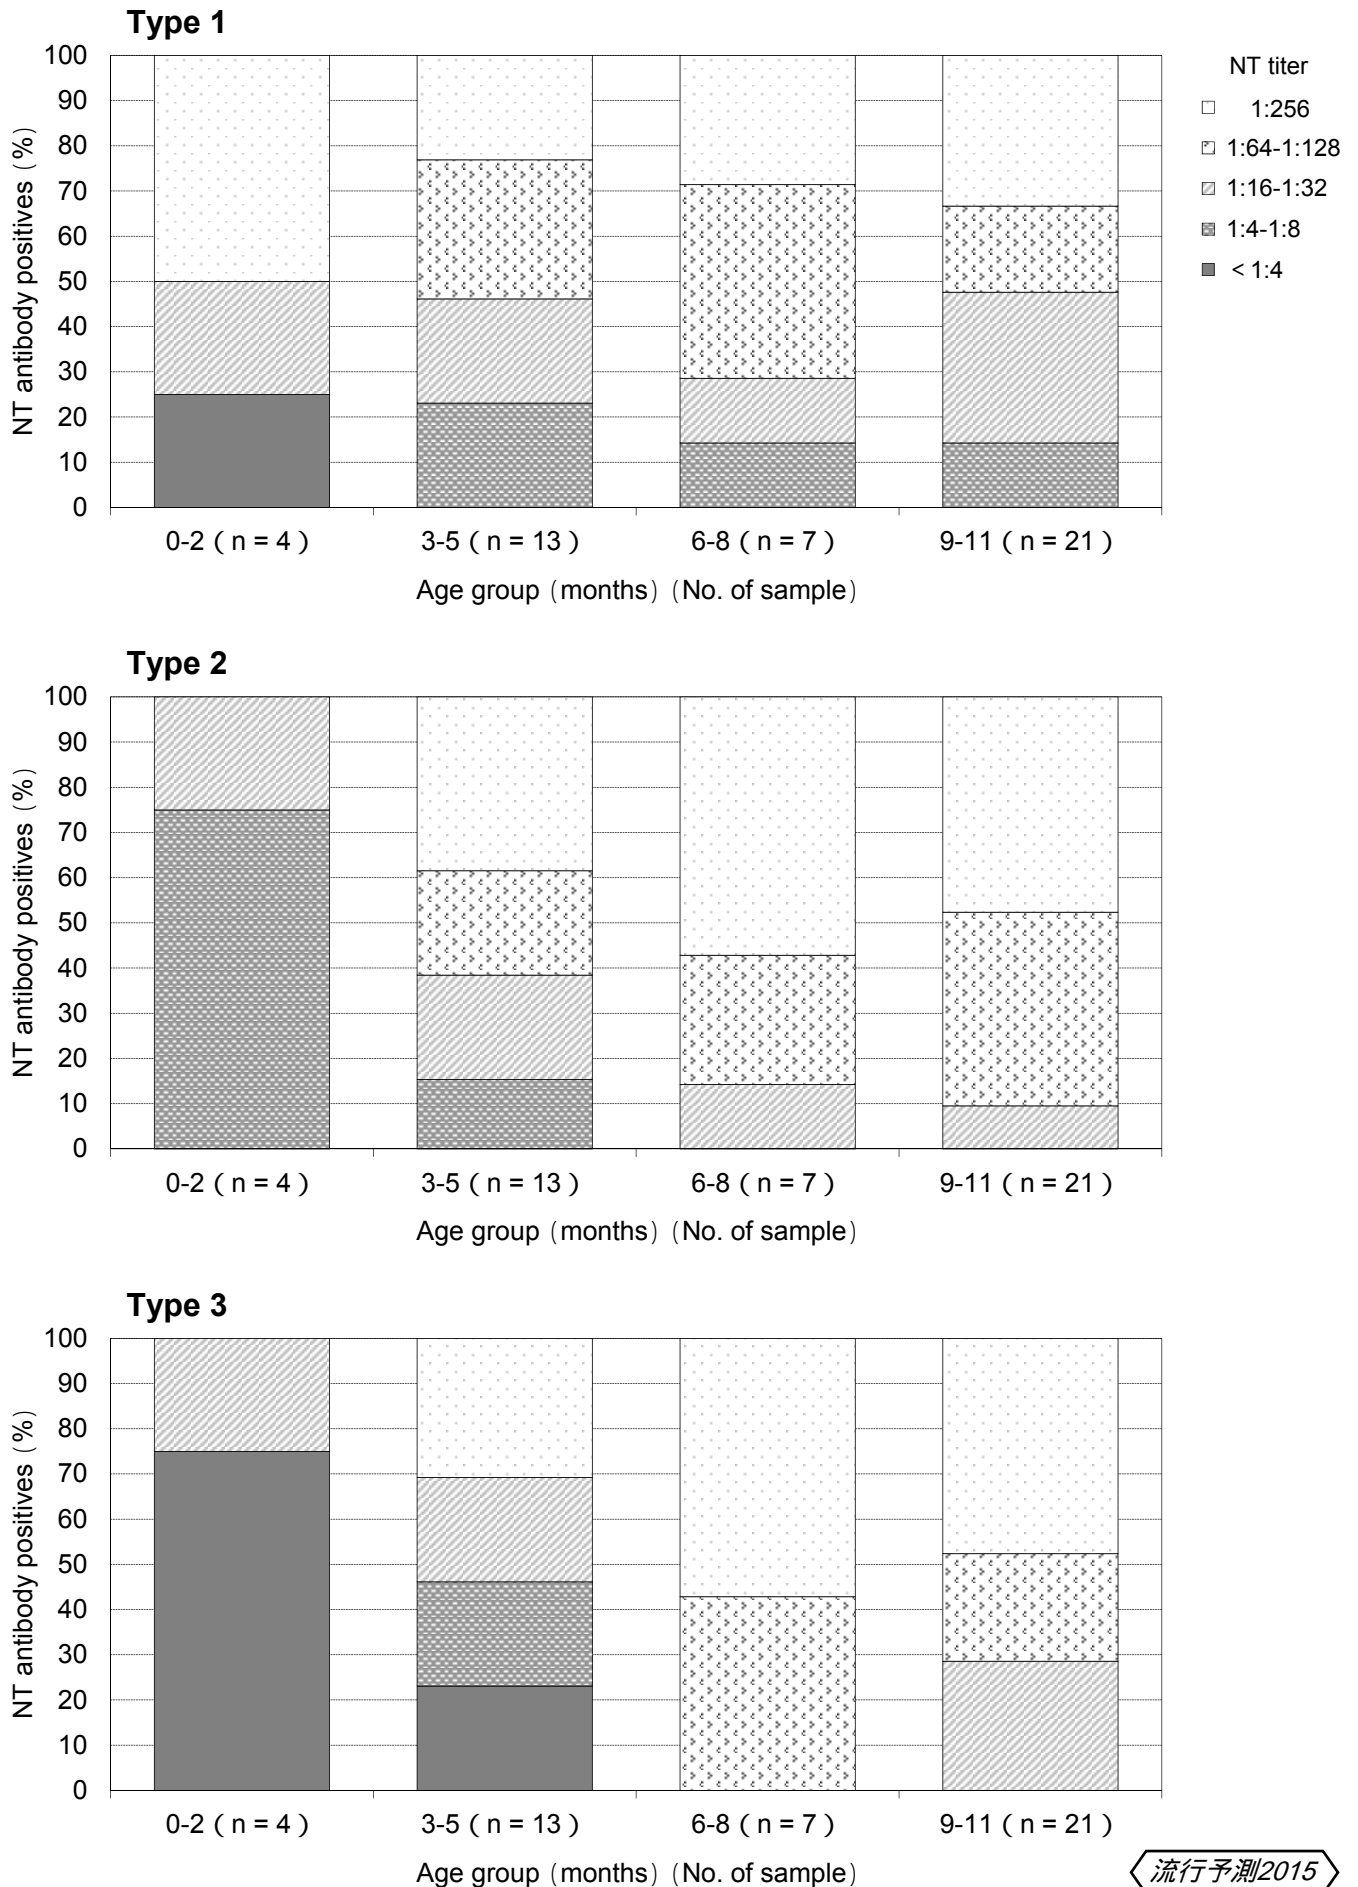 Type 1
100
90
80
70
60
50
40
30
20
10
0
NT antibody positives (%)
0-2 ( n = 4 ) 3-5 ( n = 13 ) 6-8 ( n = 7 ) 9-11 ( n = 21 )
Age group (months) (No. of sample)
NT titer
1:256
1:64-1:128
1:16-1:32
1:4-1:8
< 1:4
Type 2
100
90
80
70
60
50
40
30
20
10
0
NT antibody positives (%)
0-2 ( n = 4 ) 3-5 ( n = 13 ) 6-8 ( n = 7 ) 9-11 ( n = 21 )
Age group (months) (No. of sample)
Type 3
100
90
80
70
60
50
40
30
20
10
0
NT antibody positives (%)
0-2 ( n = 4 ) 3-5 ( n = 13 ) 6-8 ( n = 7 ) 9-11 ( n = 21 )
Age group (months) (No. of sample)
流行予測2015